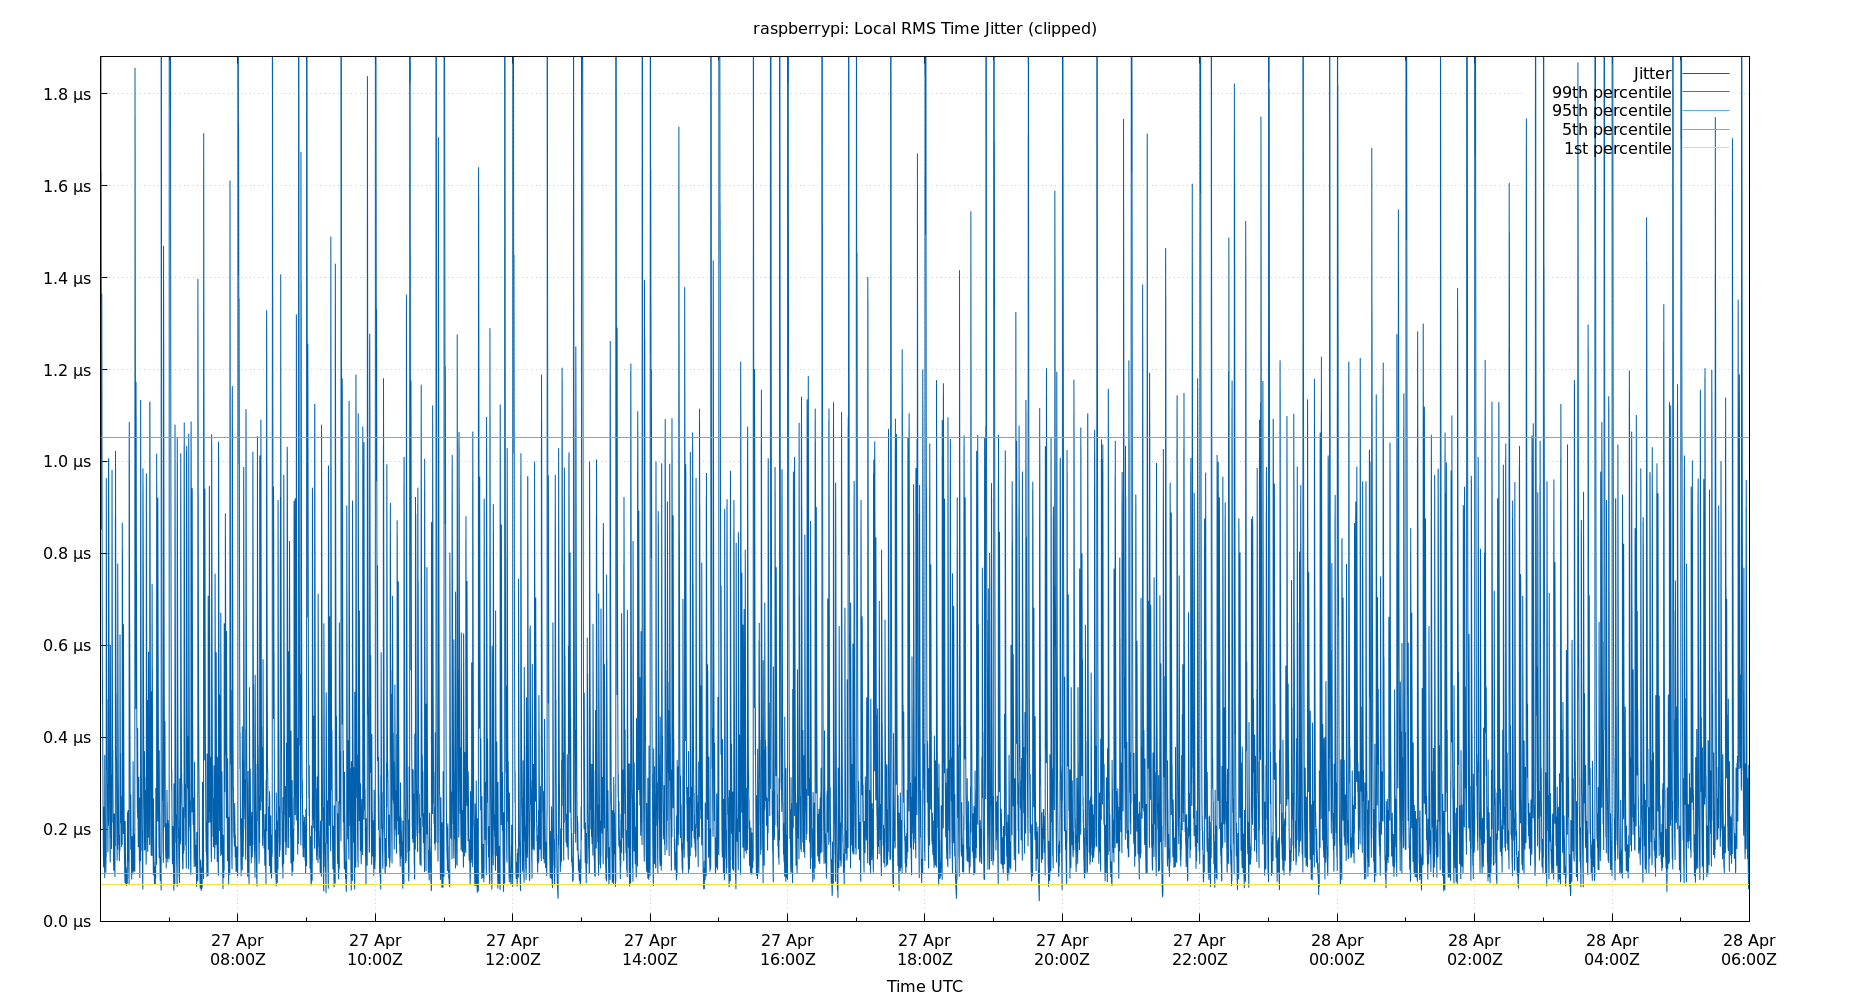 raspberrypi: Local RMS Time Jitter (clipped)
Jitter
99th percentile
95th percentile
5th percentile
1st percentile
1.8 µs
1.6 µs
1.4 µs
1.2 µs
1.0 µs
0.8 µs
0.6 µs
0.4 µs
0.2 µs
0.0 µs
27 Apr 27 Apr 27 Apr 27 Apr 27 Apr 27 Apr 27 Apr 27 Apr 28 Apr 28 Apr 28 Apr 28 Apr
08:00Z 10:00Z 12:00Z 14:00Z 16:00Z 18:00Z 20:00Z 22:00Z 00:00Z 02:00Z 04:00Z 06:00Z
Time UTC